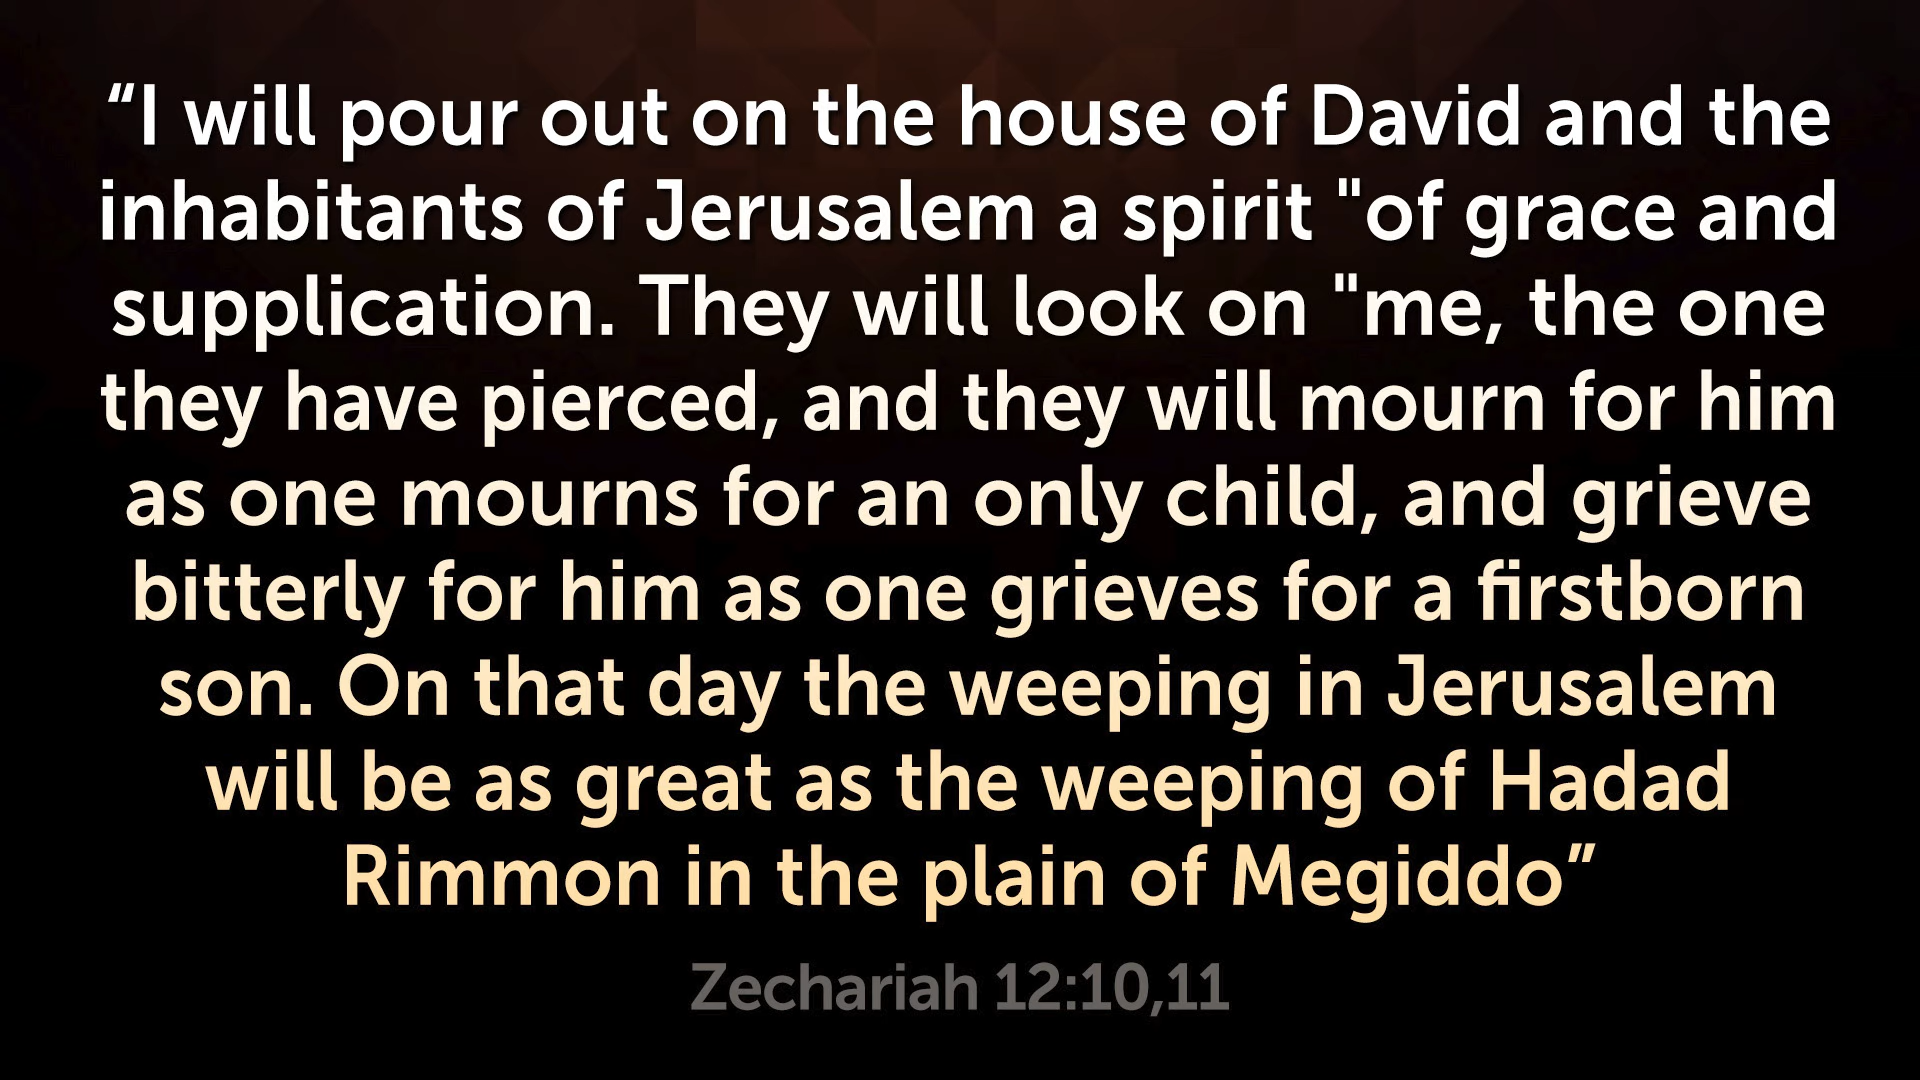 “I will pour out on the house of David and the
inhabitants of Jerusalem a spirit "of grace and
supplication. They will look on "me, the one
they have pierced, and they will mourn for him
as one mourns for an only child, and grieve
bitterly for him as one grieves for a firstborn
son. On that day the weeping in Jerusalem
will be as great as the weeping of Hadad
Rimmon in the plain of Megiddo”
Zechariah 12:10,11